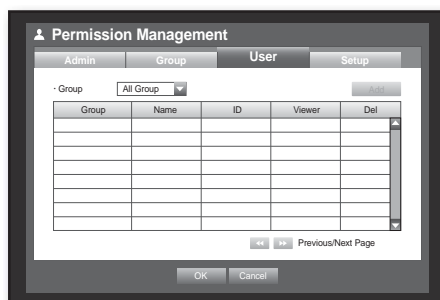 Permission Management
Admin Group User Setup
· Group All Group Add
Group Name ID Viewer Del
Previous/Next Page
OK Cancel